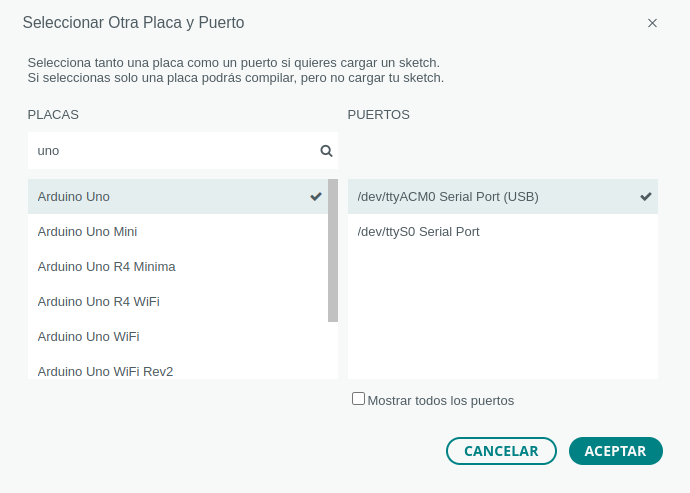 Seleccionar Otra Placa y Puerto
Selecciona tanto una placa como un puerto si quieres cargar un sketch.
Si seleccionas solo una placa podrás compilar, pero no cargar tu sketch.
PLACAS
PUERTOS
uno
Arduino Uno
Arduino Uno Mini
Arduino Uno R4 Minima
Arduino Uno R4 WiFi
Arduino Uno WiFi
Arduino Uno WiFi Rev2
/dev/ttyACM0 Serial Port (USB)
/dev/ttyS0 Serial Port
Mostrar todos los puertos
CANCELAR
ACEPTAR